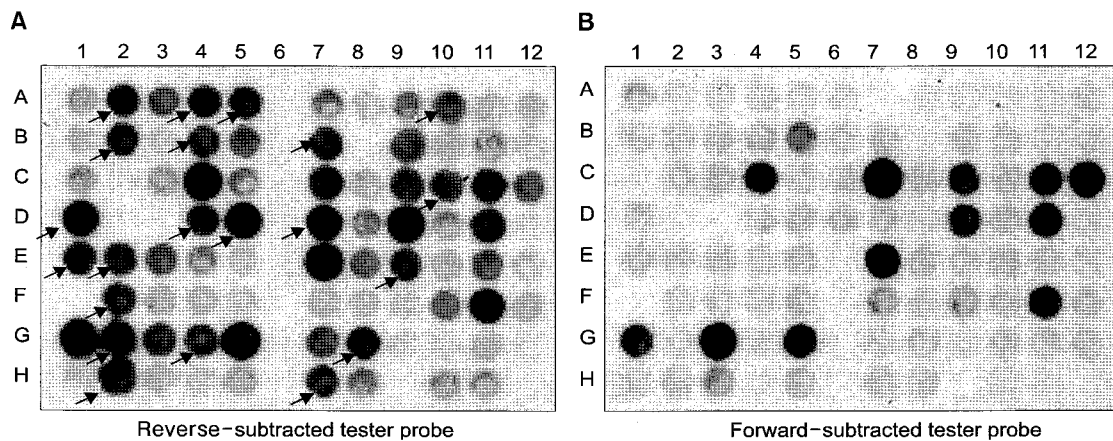 A
1 2 3 4 5 6 7 8 9 10 11 12
A
B
C
D
E
F
G
H
Reverse-subtracted tester probe
B
1 2 3 4 5 6 7 8 9 10 11 12
A
B
C
D
E
F
G
H
Forward-subtracted tester probe